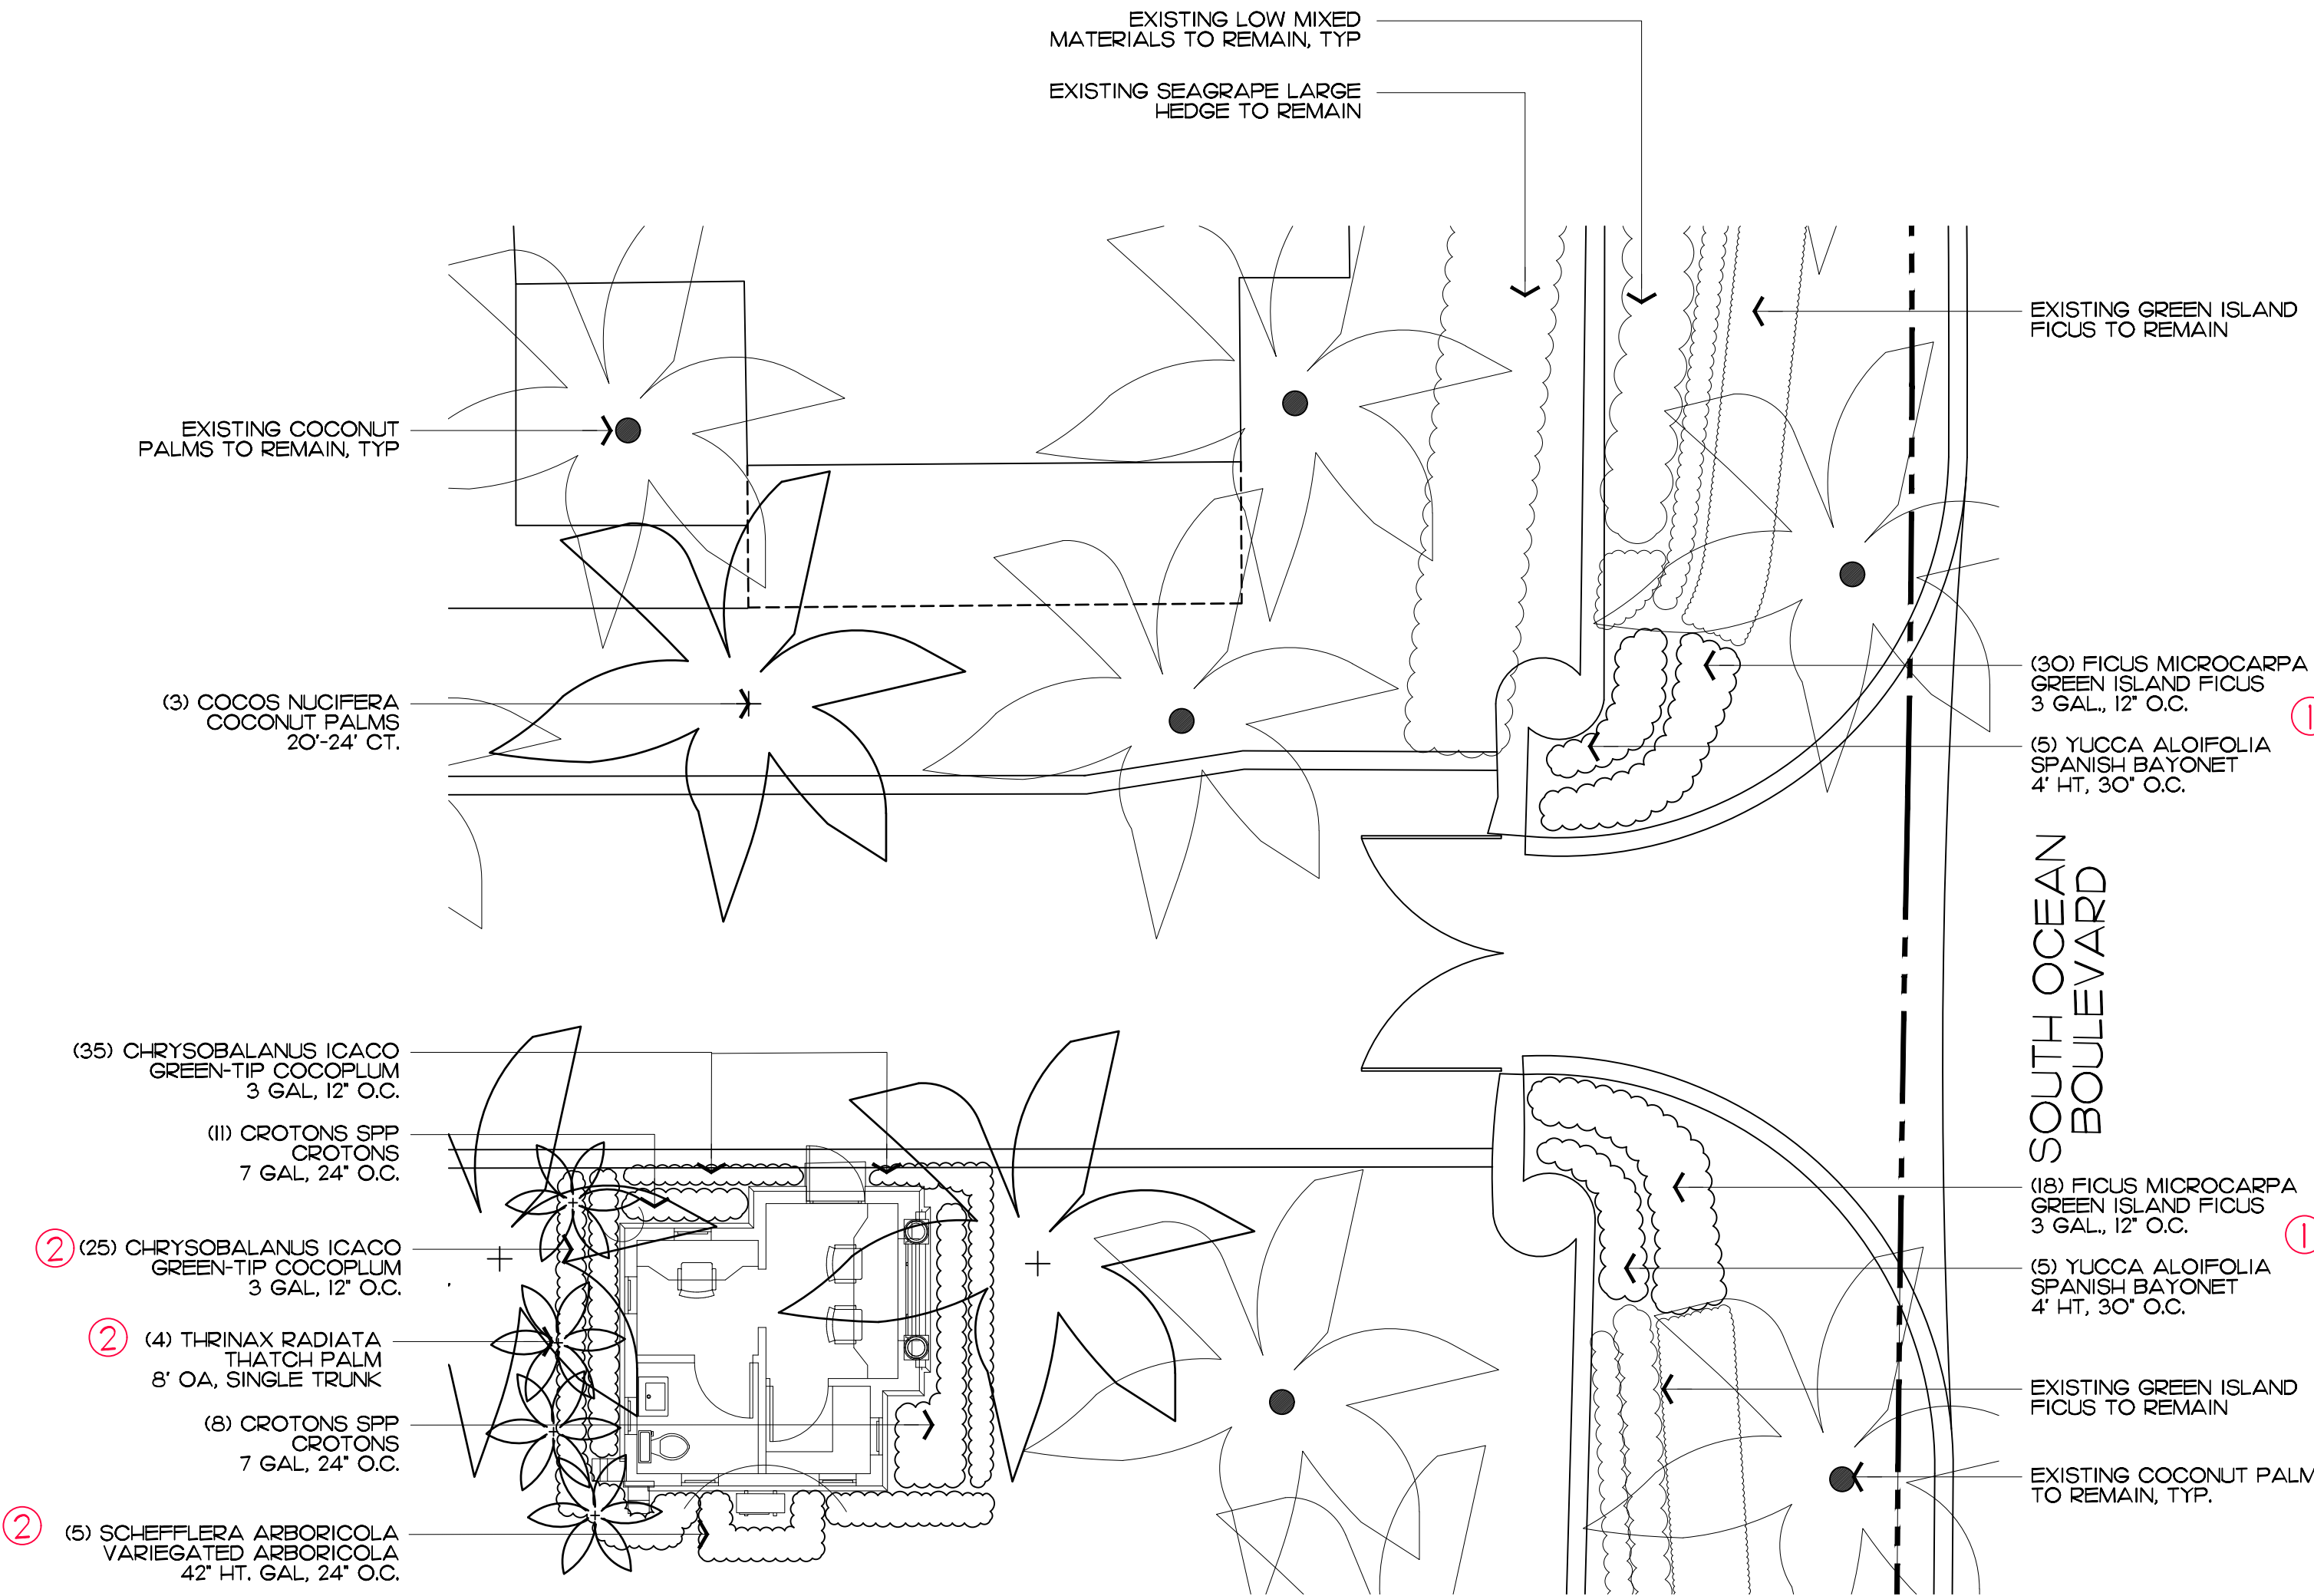 EXISTING LOW MIXED
MATERIALS TO REMAIN, TYP
EXISTING SEAGRAPE LARGE
HEDGE TO REMAIN
EXISTING GREEN ISLAND
FICUS TO REMAIN
EXISTING COCONUT
PALMS TO REMAIN, TYP
(30) FICUS MICROCARPA
GREEN ISLAND FICUS
3 GAL., 12" O.C.
1
(3) COCOS NUCIFERA
COCONUT PALMS
20'-24' CT.
(5) YUCCA ALOIFOLIA
SPANISH BAYONET
4' HT, 30" O.C.
SOUTH OCEAN
BOULEVARD
(35) CHRYSOBALANUS ICACO
GREEN-TIP COCOPLUM
3 GAL, 12" O.C.
(11) CROTONS SPP
CROTONS
7 GAL, 24" O.C.
(18) FICUS MICROCARPA
GREEN ISLAND FICUS
3 GAL., 12" O.C.
1
2 (25) CHRYSOBALANUS ICACO
GREEN-TIP COCOPLUM
3 GAL, 12" O.C.
(5) YUCCA ALOIFOLIA
SPANISH BAYONET
4' HT, 30" O.C.
2 (4) THRINAX RADIATA
THATCH PALM
8' OA, SINGLE TRUNK
EXISTING GREEN ISLAND
FICUS TO REMAIN
(8) CROTONS SPP
CROTONS
7 GAL, 24" O.C.
EXISTING COCONUT PALM
TO REMAIN, TYP.
2 (5) SCHEFFLERA ARBORICOLA
VARIEGATED ARBORICOLA
42" HT. GAL, 24" O.C.